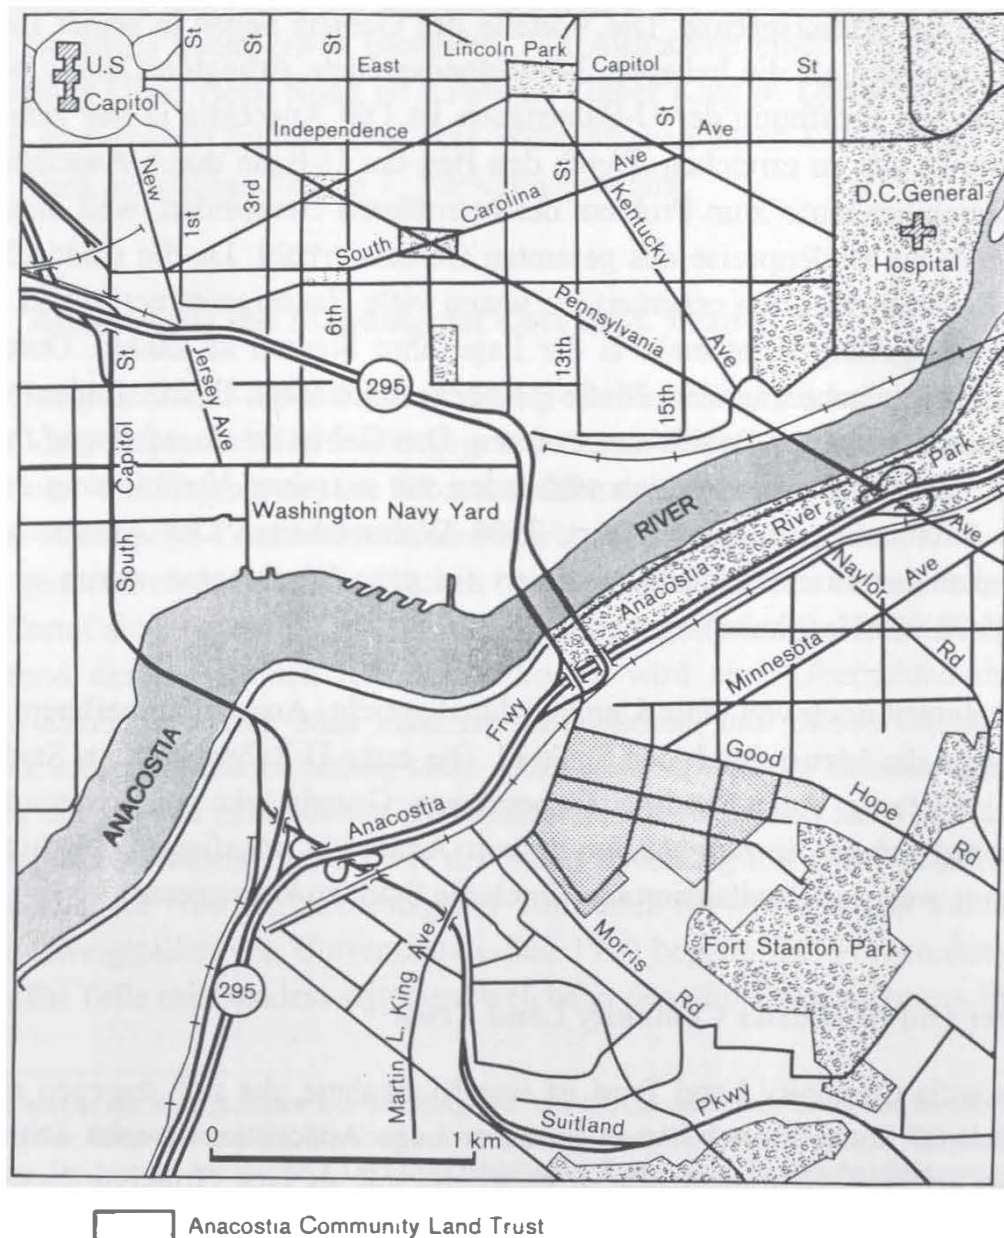 U.S
Capitol
St
St
St
Lincoln Park
East
Capitol
St
Independence
St
Ave
New
1st
3rd
South
Carolina
Ave
St
Kentucky
Ave
D.C.General
Hospital
6th
13th
15th
Pennsylvania
Ave
Jersey
Ave
South
Capitol
St
295
Washington Navy Yard
RIVER
ANACOSTIA
Anacostia
River
Park
Naylor
Rd
Minnesota
Ave
Ave
Good
Hope
Rd
Anacostia
Frwy
Morris
Rd
Fort Stanton Park
295
Martin L. King Ave
Suitland
Pkwy
0
1 km
Anacostia Community Land Trust